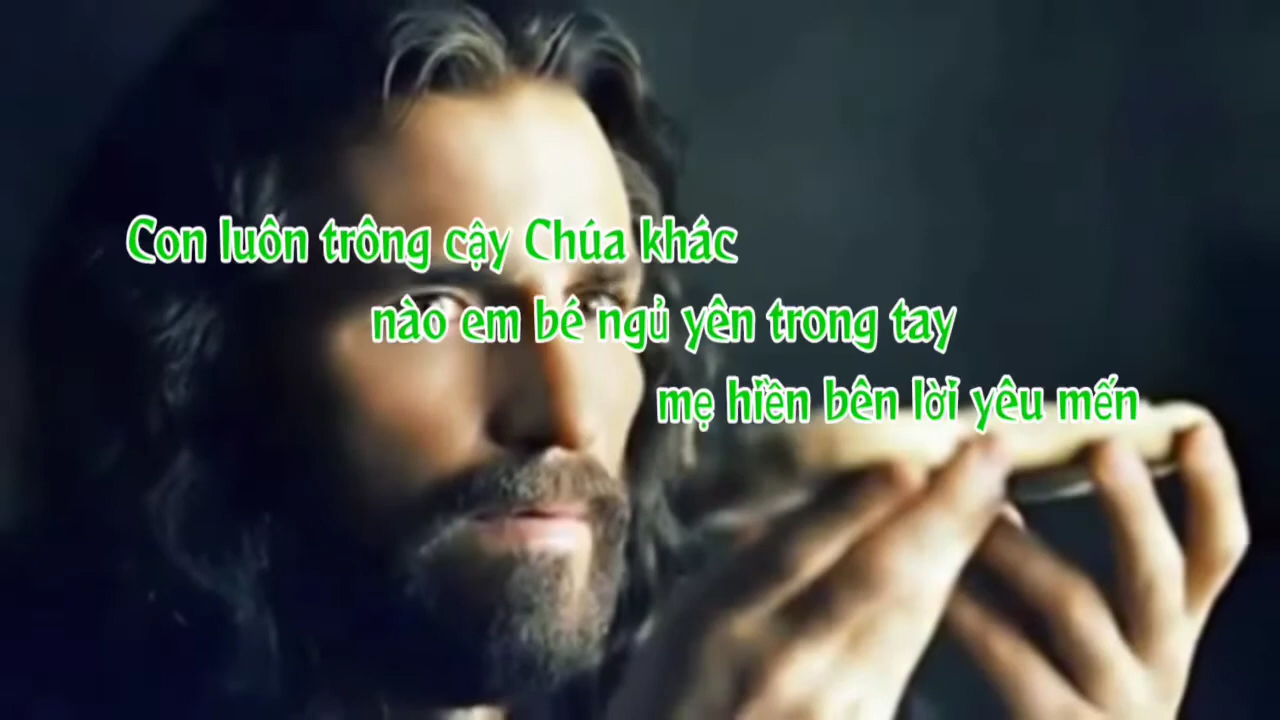 Con luôn trông cậy Chúa khác
nào em bé ngủ yên trong tay
mẹ hiền bên lời yêu mến